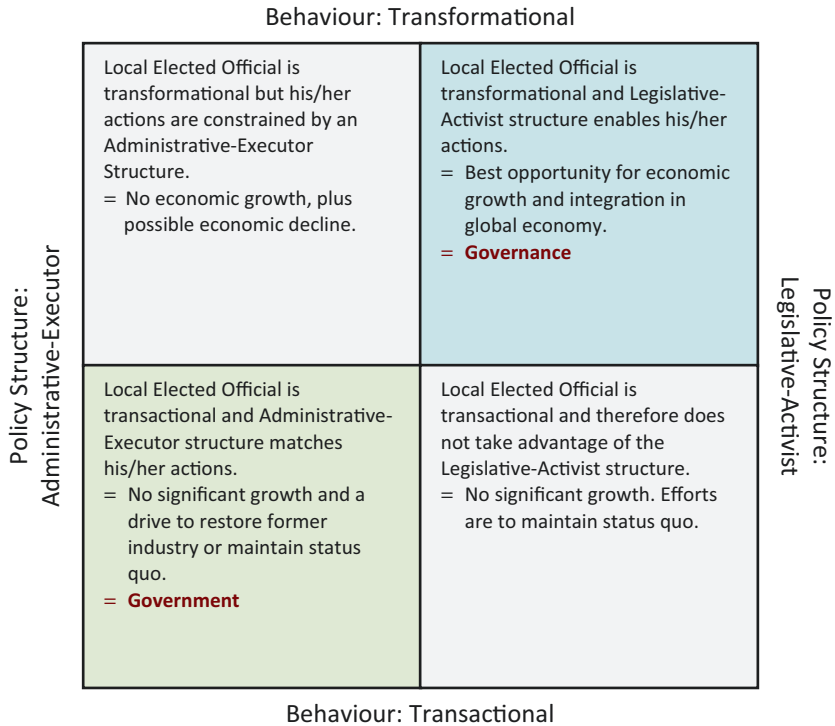 Behaviour: Transformational
Local Elected Official is
transformational but his/her
actions are constrained by an
Administrative-Executor
Structure.
= No economic growth, plus
possible economic decline.
Local Elected Official is
transformational and Legislative-
Activist structure enables his/her
actions.
= Best opportunity for economic
growth and integration in
global economy.
= Governance
Policy Structure:
Administrative-Executor
Policy Structure:
Legislative-Activist
Local Elected Official is
transactional and Administrative-
Executor structure matches
his/her actions.
= No significant growth and a
drive to restore former
industry or maintain status
quo.
= Government
Local Elected Official is
transactional and therefore does
not take advantage of the
Legislative-Activist structure.
= No significant growth. Efforts
are to maintain status quo.
Behaviour: Transactional